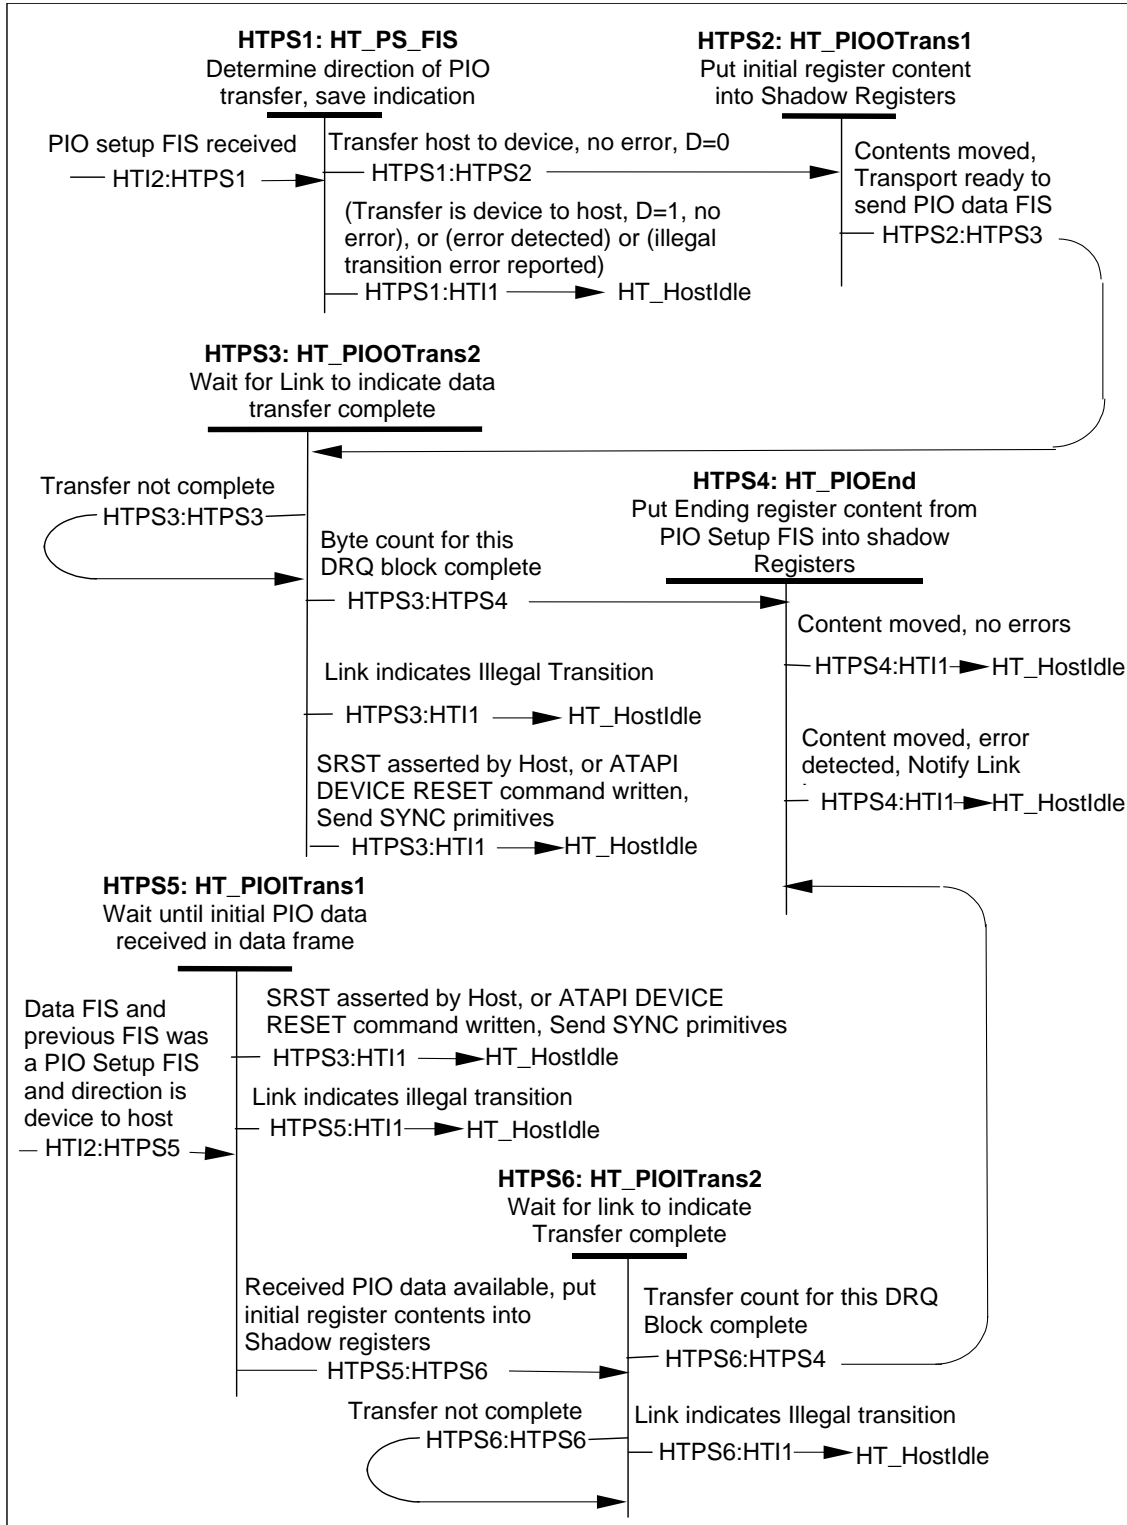 HTPS1: HT_PS_FIS
Determine direction of PIO
transfer, save indication
PIO setup FIS received
HTI2:HTPS1
Transfer host to device, no error, D=0
HTPS1:HTPS2
(Transfer is device to host, D=1, no
error), or (error detected) or (illegal
transition error reported)
HTPS1:HTI1
HT_HostIdle
HTPS2: HT_PIOOTrans1
Put initial register content
into Shadow Registers
Contents moved,
Transport ready to
send PIO data FIS
HTPS2:HTPS3
HTPS3: HT_PIOOTrans2
Wait for Link to indicate data
transfer complete
Transfer not complete
HTPS3:HTPS3
Byte count for this
DRQ block complete
HTPS3:HTPS4
Link indicates Illegal Transition
HTPS3:HTI1
HT_HostIdle
SRST asserted by Host, or ATAPI
DEVICE RESET command written,
Send SYNC primitives
HTPS3:HTI1
HT_HostIdle
HTPS4: HT_PIOEnd
Put Ending register content from
PIO Setup FIS into shadow
Registers
Content moved, no errors
HTPS4:HTI1
HT_HostIdle
Content moved, error
detected, Notify Link
HTPS4:HTI1
HT_HostIdle
HTPS5: HT_PIOITrans1
Wait until initial PIO data
received in data frame
Data FIS and
previous FIS was
a PIO Setup FIS
and direction is
device to host
HTI2:HTPS5
SRST asserted by Host, or ATAPI DEVICE
RESET command written, Send SYNC primitives
HTPS3:HTI1
HT_HostIdle
Link indicates illegal transition
HTPS5:HTI1
HT_HostIdle
Received PIO data available, put
initial register contents into
Shadow registers
HTPS5:HTPS6
HTPS6: HT_PIOITrans2
Wait for link to indicate
Transfer complete
Transfer count for this DRQ
Block complete
HTPS6:HTPS4
Transfer not complete
HTPS6:HTPS6
Link indicates Illegal transition
HTPS6:HTI1
HT_HostIdle